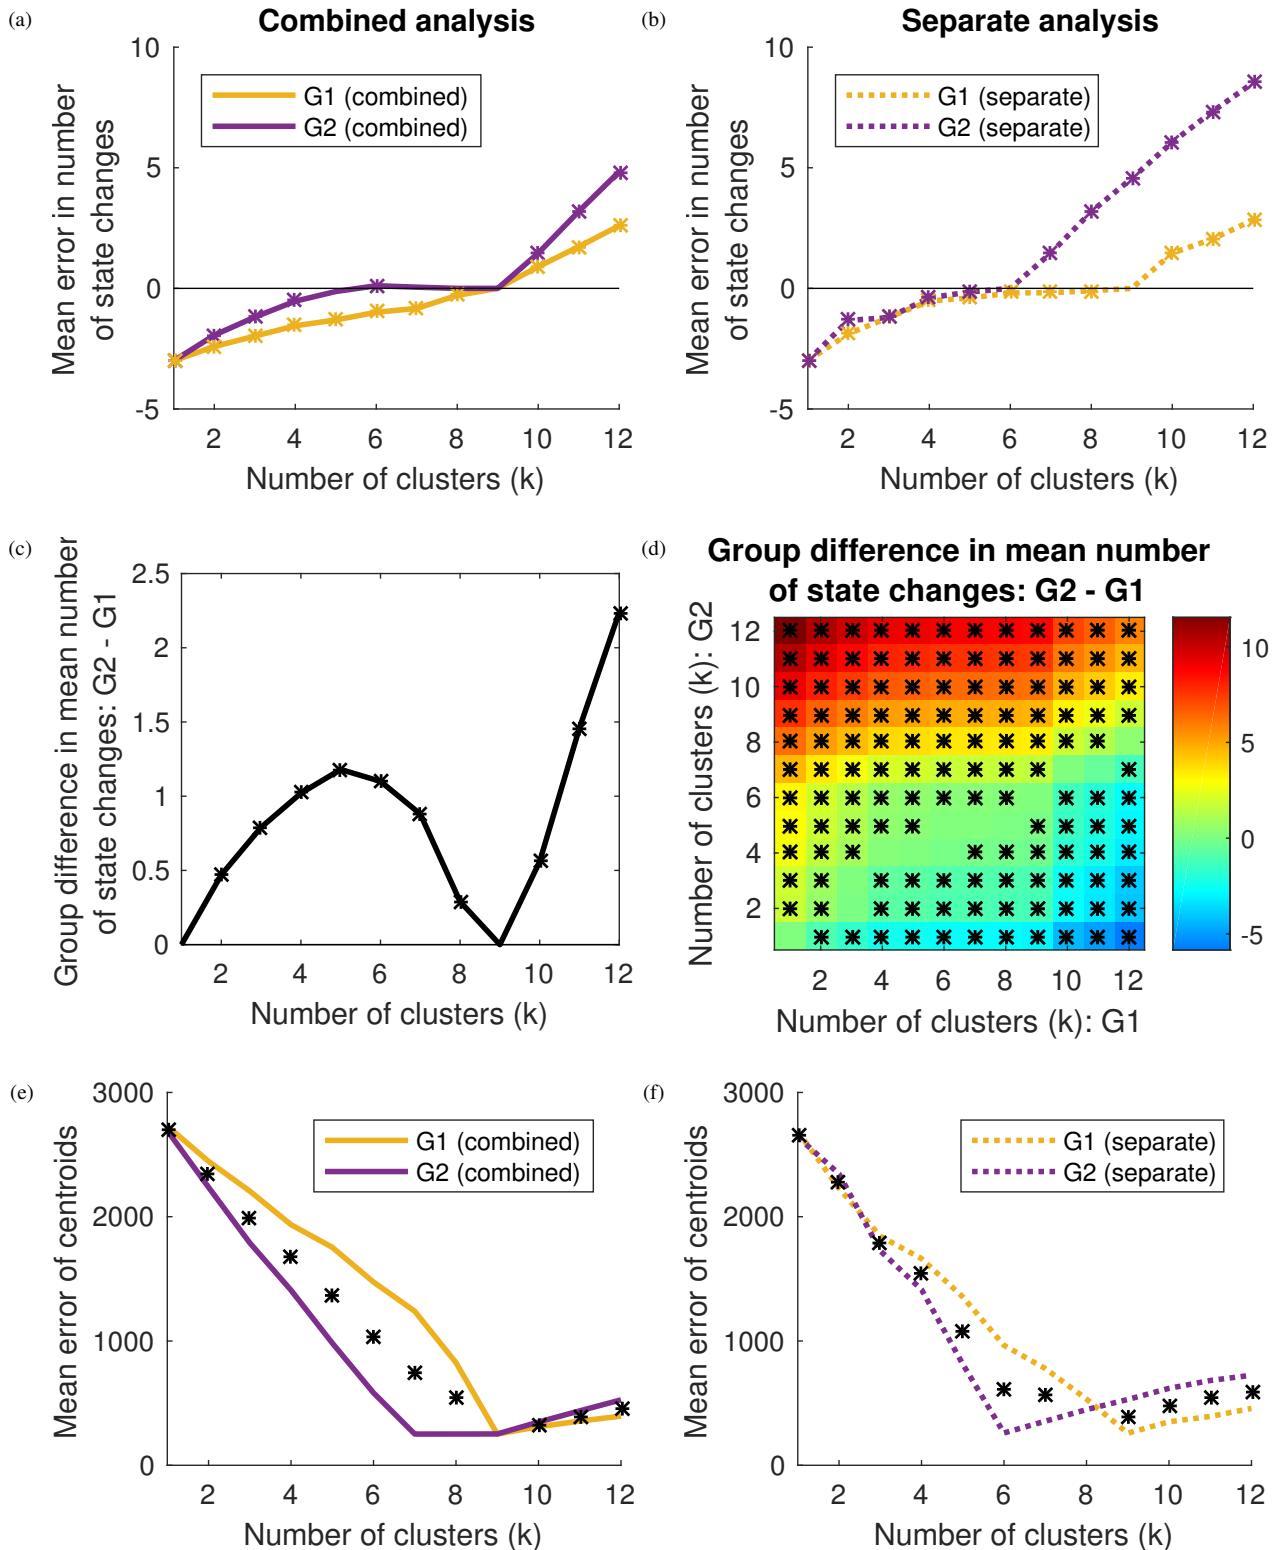 (a)
Combined analysis
10
5
0
-5
Mean error in number
of state changes
G1 (combined)
G2 (combined)
2 4 6 8 10 12
Number of clusters (k)
(b)
Separate analysis
10
5
0
-5
Mean error in number
of state changes
G1 (separate)
G2 (separate)
2 4 6 8 10 12
Number of clusters (k)
(c)
Group difference in mean number
of state changes: G2 - G1
2.5
2
1.5
1
0.5
0
2 4 6 8 10 12
Number of clusters (k)
(d)
Group difference in mean number
of state changes: G2 - G1
Number of clusters (k): G2
12
10
8
6
4
2
2 4 6 8 10 12
Number of clusters (k): G1
10
5
0
-5
(e)
Mean error of centroids
3000
2000
1000
0
G1 (combined)
G2 (combined)
2 4 6 8 10 12
Number of clusters (k)
(f)
Mean error of centroids
3000
2000
1000
0
G1 (separate)
G2 (separate)
2 4 6 8 10 12
Number of clusters (k)